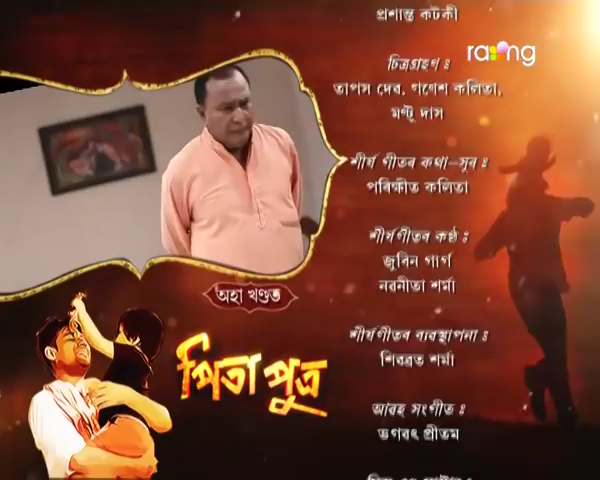 প্ৰশান্ত কটকী
rang
চিত্ৰগ্ৰহণ :
তাপস দেৱ, গণেশ কলিতা,
মণ্টু দাস
শীৰ্ষ গীতৰ কথা-সুৰ :
পৰিক্ষীত কলিতা
শীৰ্ষগীতৰ কণ্ঠ :
জুবিন গাৰ্গ
নৱনীতা শৰ্মা
অহা খণ্ডত
শীৰ্ষগীতৰ ব্যৱস্থাপনা :
শিৱব্ৰত শৰ্মা
পিতা পুত্ৰ
আৱহ সংগীত :
ভগৱৎ প্ৰীতম